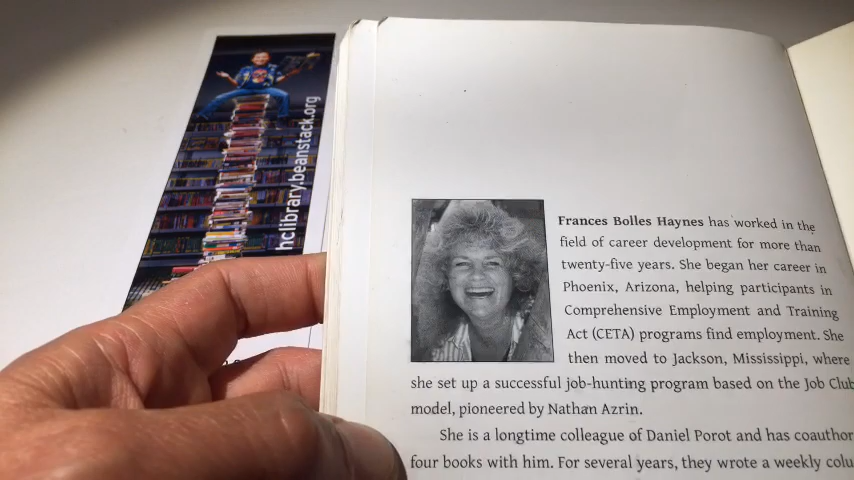 hclibrary.beanstack.org
Frances Bolles Haynes has worked in the
field of career development for more than
twenty-five years. She began her career in
Phoenix, Arizona, helping participants in
Comprehensive Employment and Training
Act (CETA) programs find employment. She
then moved to Jackson, Mississippi, where
she set up a successful job-hunting program based on the Job Club
model, pioneered by Nathan Azrin.
She is a longtime colleague of Daniel Porot and has coauthor
four books with him. For several years, they wrote a weekly colu